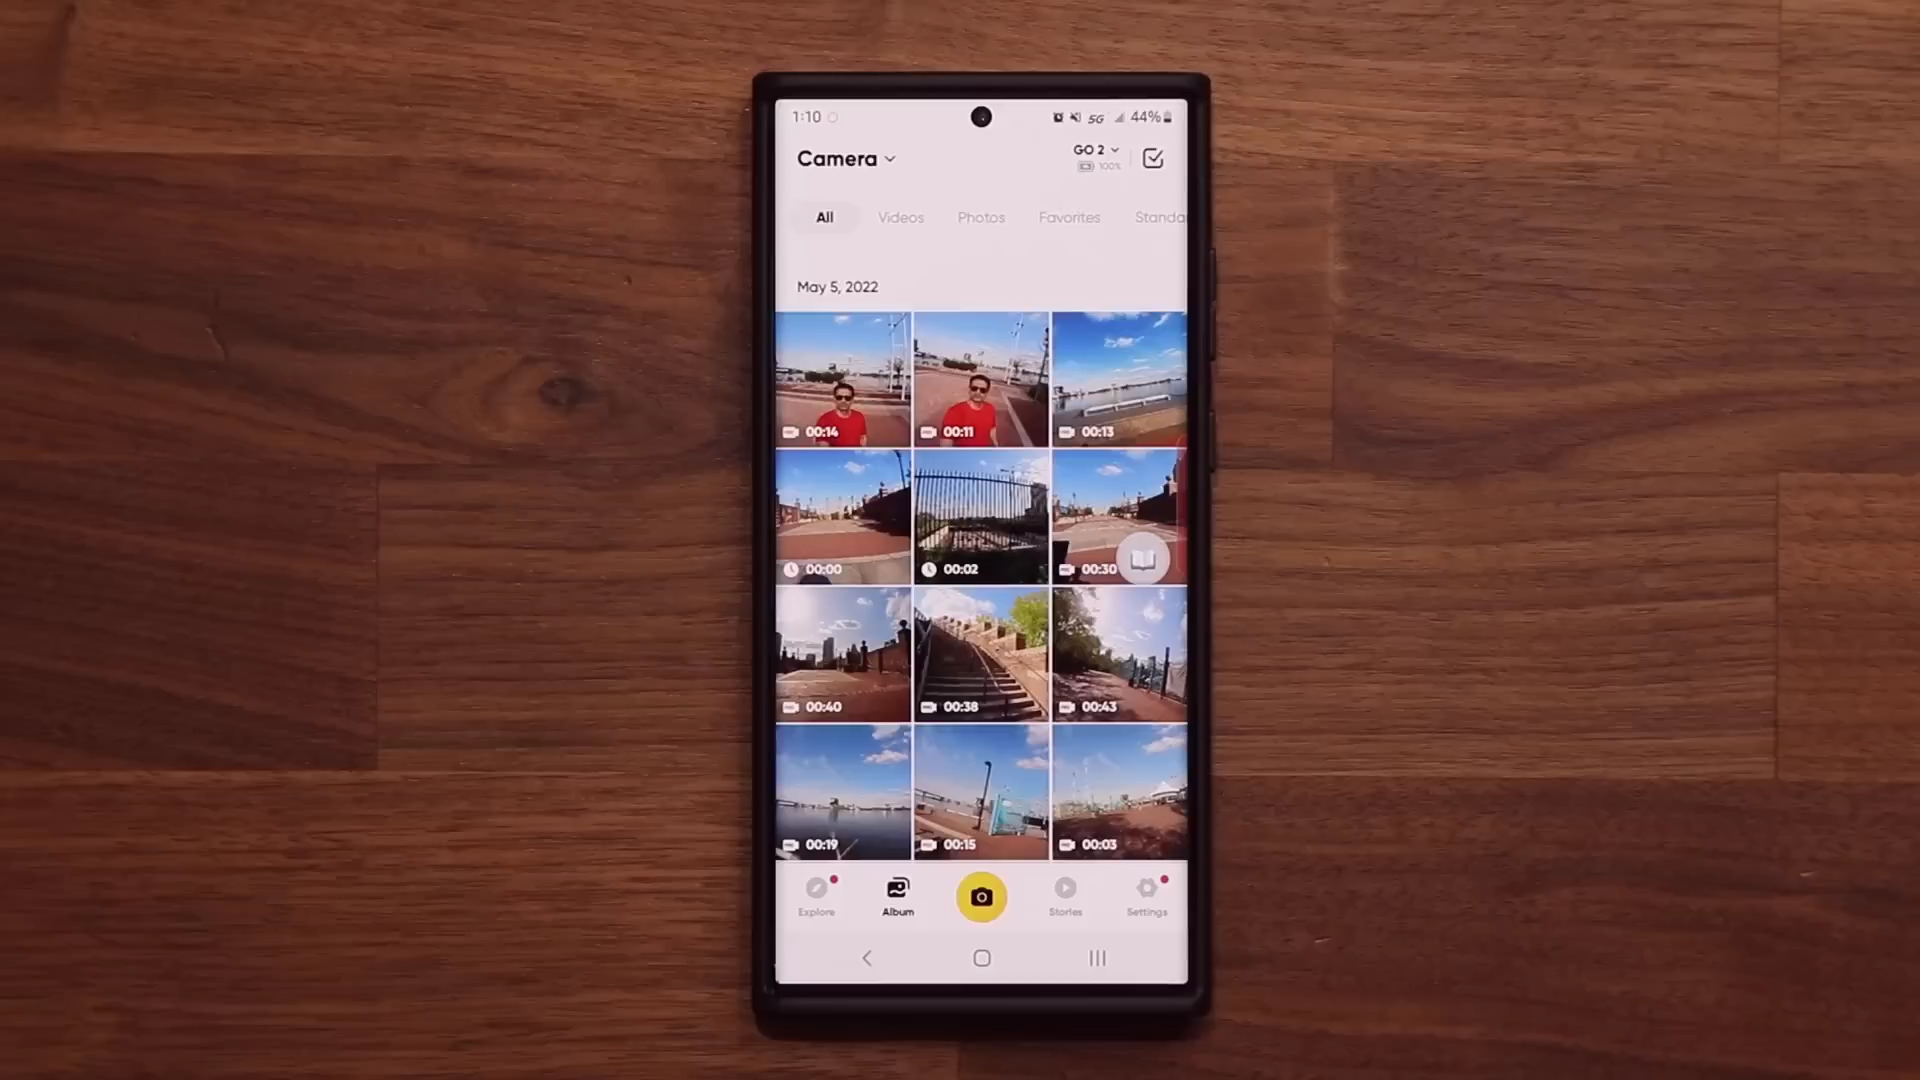 1:10 5G 44%
Camera GO 2
100%
All Videos Photos Favorites Standa
May 5, 2022
00:14 00:11 00:13
00:00 00:02 00:30
00:40 00:38 00:43
00:19 00:15 00:03
Explore Album Stories Settings